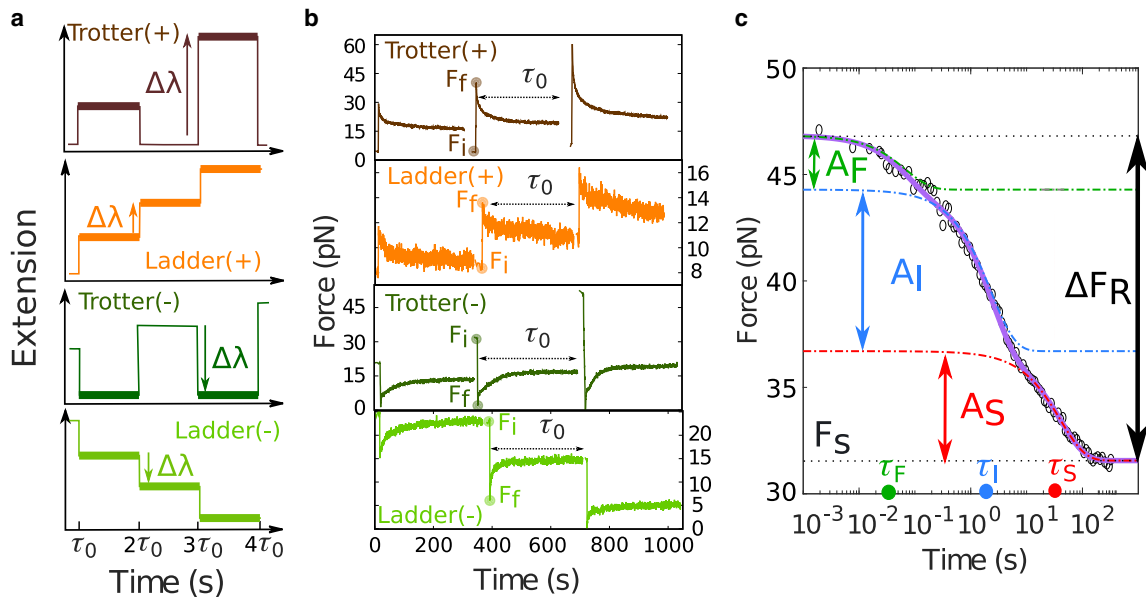 a
Trotter(+)
Δλ
Ladder(+)
Δλ
Trotter(-)
Δλ
Ladder(-)
Δλ
Extension
τ0 2τ0 3τ0 4τ0
Time (s)
b
Trotter(+)
60
45
30
15
0
Ff
Fi
τ0
Ladder(+)
16
14
12
10
8
Ff
Fi
τ0
Trotter(-)
45
30
15
0
Fi
Ff
τ0
Ladder(-)
20
15
10
5
0
Fi
Ff
τ0
Force (pN)
0 200 400 600 800 1000
Time (s)
c
50
45
40
35
30
Force (pN)
AF
AI
AS
ΔFR
FS
τF τI τS
10-3 10-2 10-1 100 101 102
Time (s)